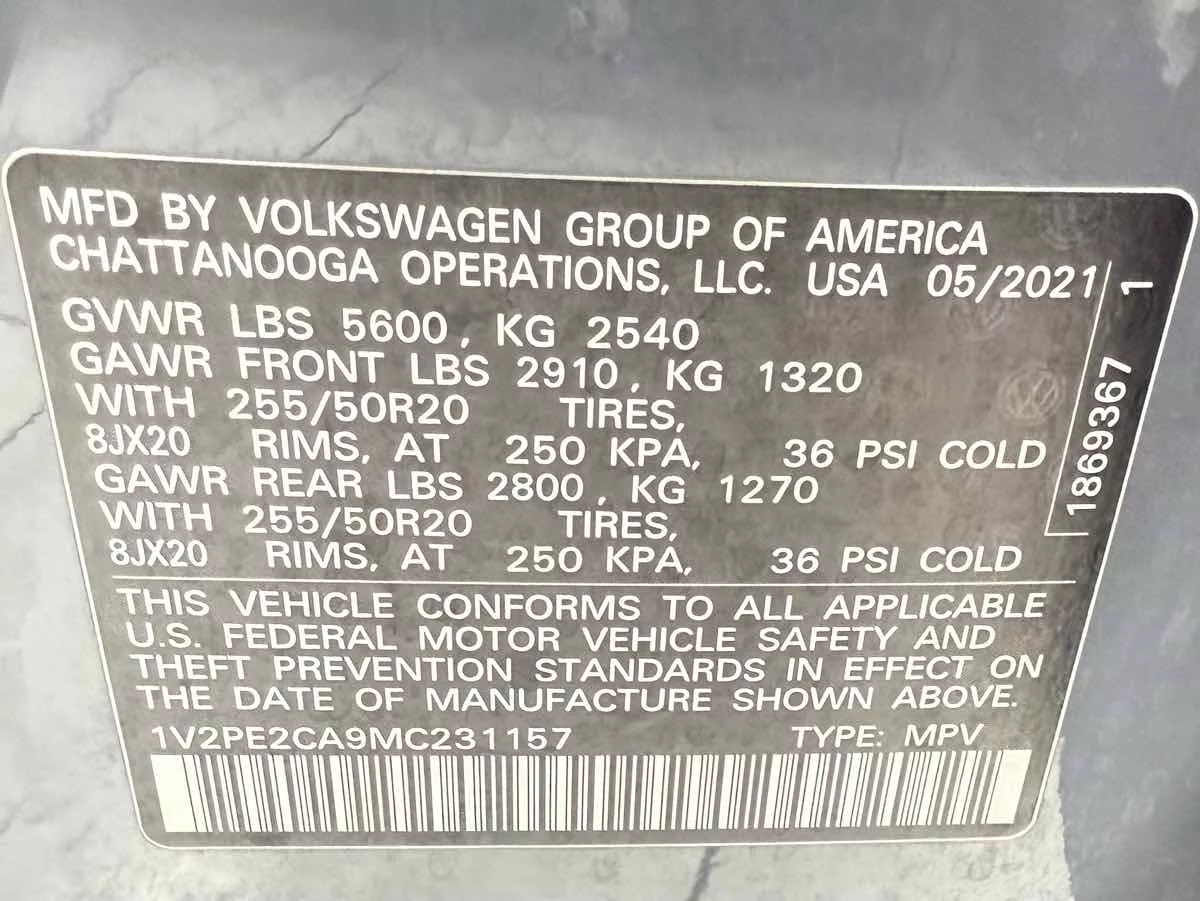 MFD BY VOLKSWAGEN GROUP OF AMERICA
CHATTANOOGA OPERATIONS, LLC. USA 05/2021
GVWR LBS 5600, KG 2540
GAWR FRONT LBS 2910, KG 1320
WITH 255/50R20 TIRES,
8JX20 RIMS, AT 250 KPA, 36 PSI COLD
GAWR REAR LBS 2800, KG 1270
WITH 255/50R20 TIRES,
8JX20 RIMS, AT 250 KPA, 36 PSI COLD
1869367 1
THIS VEHICLE CONFORMS TO ALL APPLICABLE
U.S. FEDERAL MOTOR VEHICLE SAFETY AND
THEFT PREVENTION STANDARDS IN EFFECT ON
THE DATE OF MANUFACTURE SHOWN ABOVE.
1V2PE2CA9MC231157 TYPE: MPV